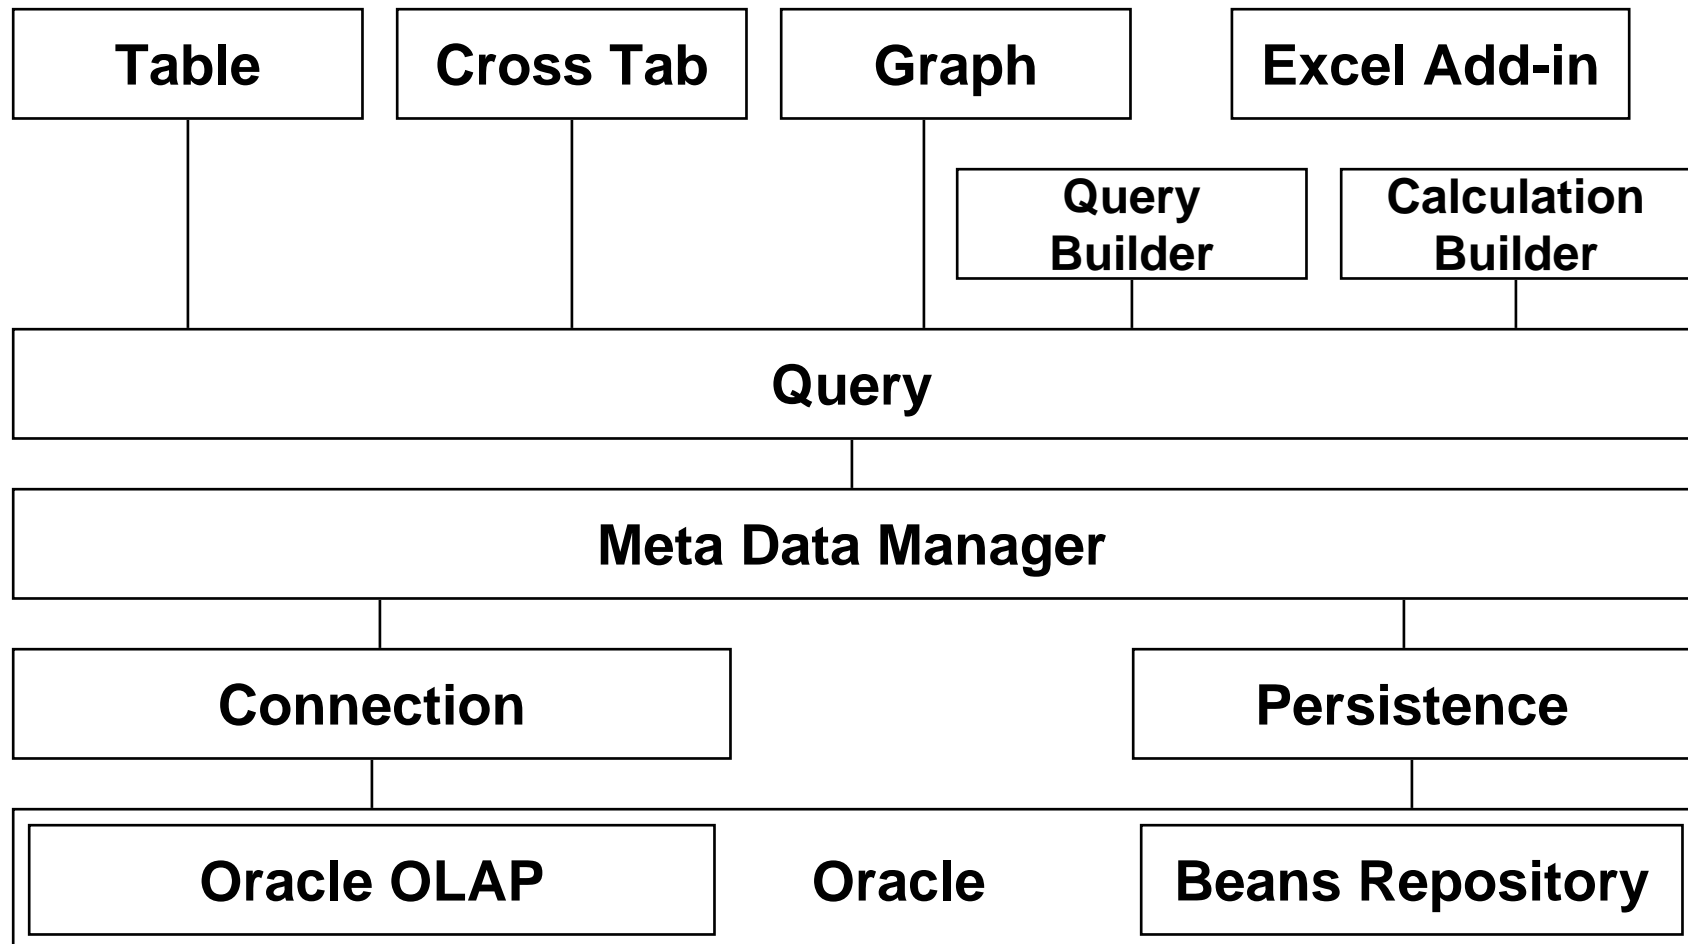 Table
Cross Tab
Graph
Excel Add-in
Query
Builder
Calculation
Builder
Query
Meta Data Manager
Connection
Persistence
Oracle OLAP
Oracle
Beans Repository